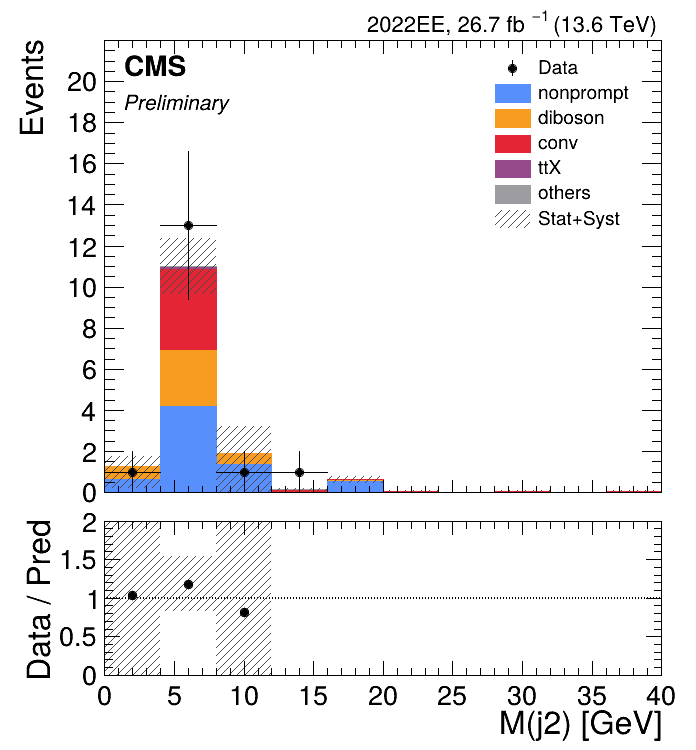 2022EE, 26.7 fb⁻¹ (13.6 TeV)
CMS
Preliminary
Events
20
18
16
14
12
10
8
6
4
2
0
Data
nonprompt
diboson
conv
ttX
others
Stat+Syst
Data / Pred
2
1.5
1
0.5
0
0 5 10 15 20 25 30 35 40
M(j2) [GeV]